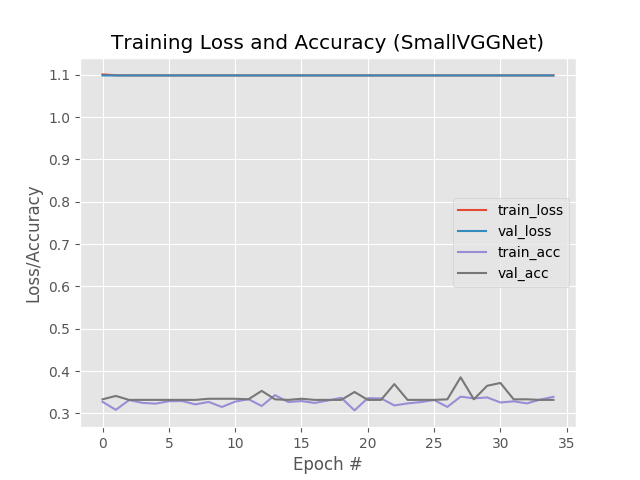 Training Loss and Accuracy (SmallVGGNet)
1.1
1.0
0.9
0.8
0.7
0.6
0.5
0.4
0.3
Loss/Accuracy
train_loss
val_loss
train_acc
val_acc
0 5 10 15 20 25 30 35
Epoch #